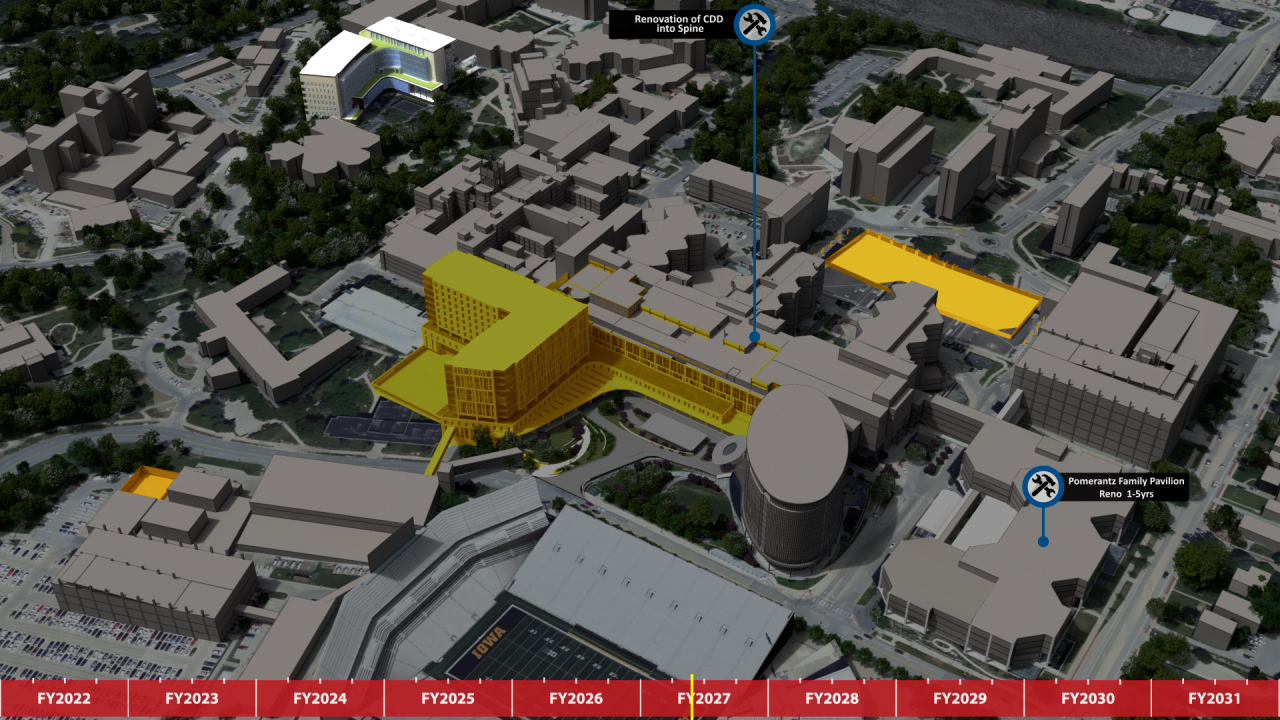 Renovation of CDD
into Spine
Pomerantz Family Pavilion
Reno 1-5yrs
IOWA
FY2022 FY2023 FY2024 FY2025 FY2026 FY2027 FY2028 FY2029 FY2030 FY2031